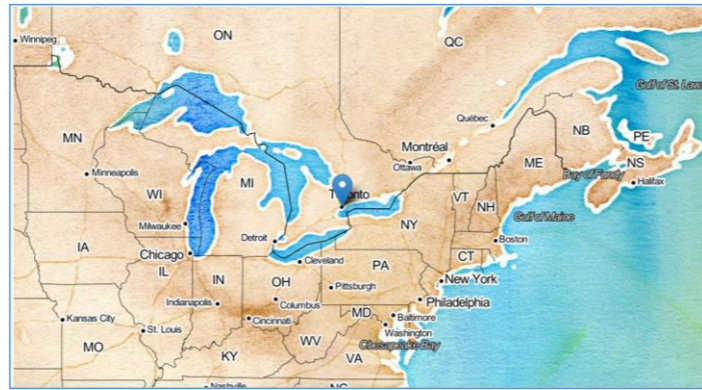 ON
QC
Winnipeg
Gulf of St. Law
Québec
NB
PE
MN
Montréal
Ottawa
ME
NS
Bay of Fundy
Minneapolis
Halifax
WI
MI
Toronto
VT
NH
Gulf of Maine
Milwaukee
NY
Detroit
Boston
IA
Chicago
Cleveland
CT
IL
IN
OH
PA
New York
Pittsburgh
Indianapolis
Columbus
Philadelphia
MD
Baltimore
Kansas City
St. Louis
Cincinnati
Washington
MO
WV
Chesapeake Bay
KY
VA
Nashville
NC